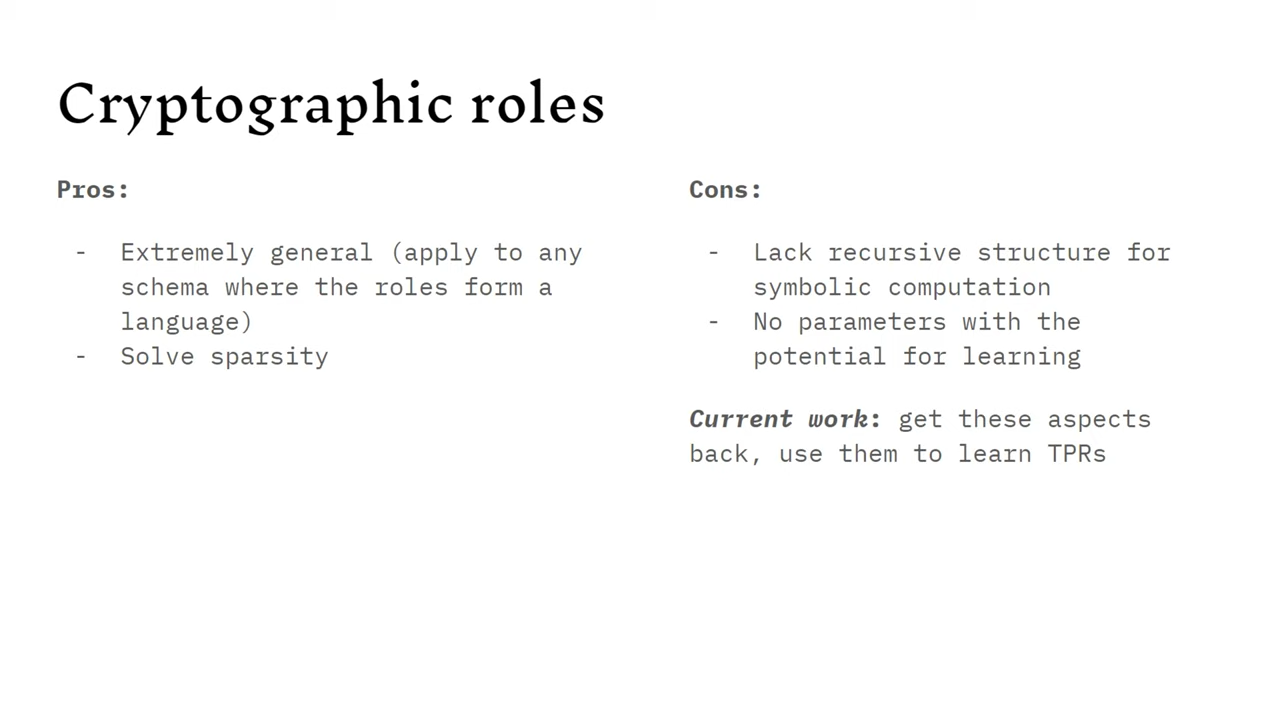 Cryptographic roles
Pros:
- Extremely general (apply to any
schema where the roles form a
language)
- Solve sparsity
Cons:
- Lack recursive structure for
symbolic computation
- No parameters with the
potential for learning
Current work: get these aspects
back, use them to learn TPRs